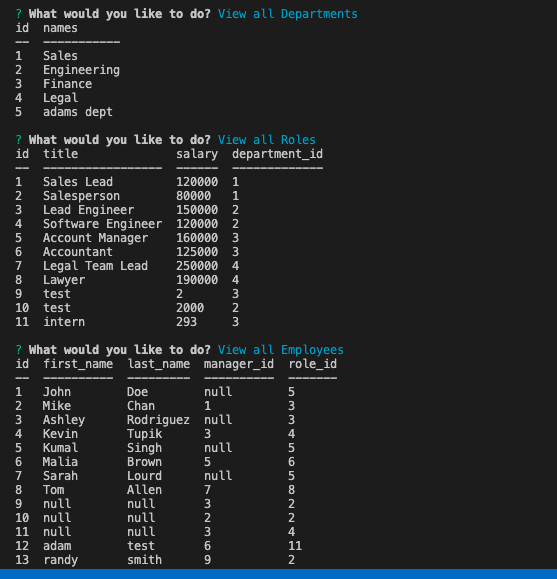 ? What would you like to do? View all Departments
id  names
——  ———————————
1   Sales
2   Engineering
3   Finance
4   Legal
5   adams dept
? What would you like to do? View all Roles
id  title              salary  department_id
——  —————————————————  ——————  —————————————
1   Sales Lead         120000  1
2   Salesperson        80000   1
3   Lead Engineer      150000  2
4   Software Engineer  120000  2
5   Account Manager    160000  3
6   Accountant         125000  3
7   Legal Team Lead    250000  4
8   Lawyer             190000  4
9   test               2       3
10  test               2000    2
11  intern             293     3
? What would you like to do? View all Employees
id  first_name  last_name  manager_id  role_id
——  ——————————  —————————  ——————————  ———————
1   John        Doe        null        5
2   Mike        Chan       1           3
3   Ashley      Rodriguez  null        3
4   Kevin       Tupik      3           4
5   Kumal       Singh      null        5
6   Malia       Brown      5           6
7   Sarah       Lourd      null        5
8   Tom         Allen      7           8
9   null        null       3           2
10  null        null       2           2
11  null        null       3           4
12  adam        test       6           11
13  randy       smith      9           2